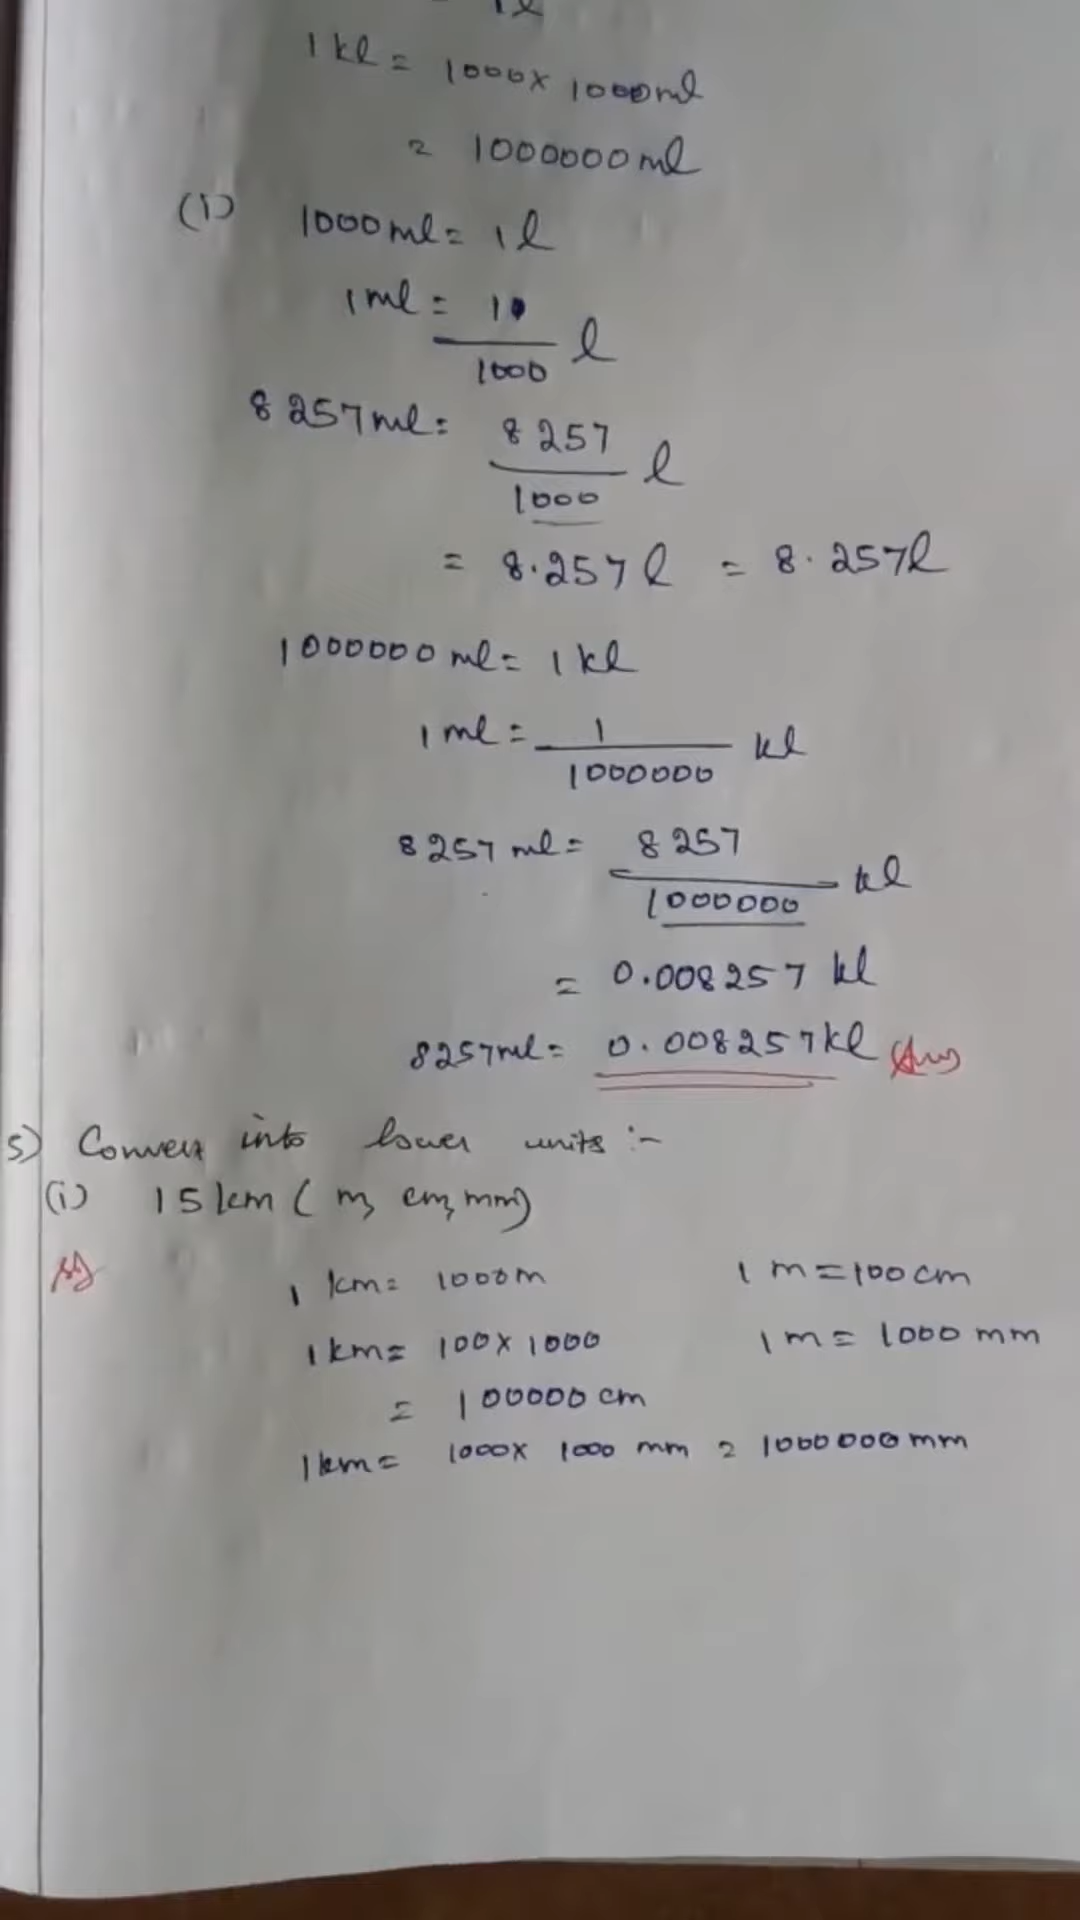 1l
1 kl = 1000 x 1000ml
= 1000000 ml
(i) 1000 ml = 1 l
1 ml = 1/1000 l
8257 ml = 8257/1000 l
= 8.257 l = 8.257 l
1000000 ml = 1 kl
1 ml = 1/1000000 kl
8257 ml = 8257/1000000 kl
= 0.008257 kl
8257 ml = 0.008257 kl Ans
5) Convert into lower units :-
(i) 15 km ( m, cm, mm)
1 km = 1000 m 1 m = 100 cm
1 km = 100 x 1000 1 m = 1000 mm
= 100000 cm
1 km = 1000 x 1000 mm = 1000000 mm